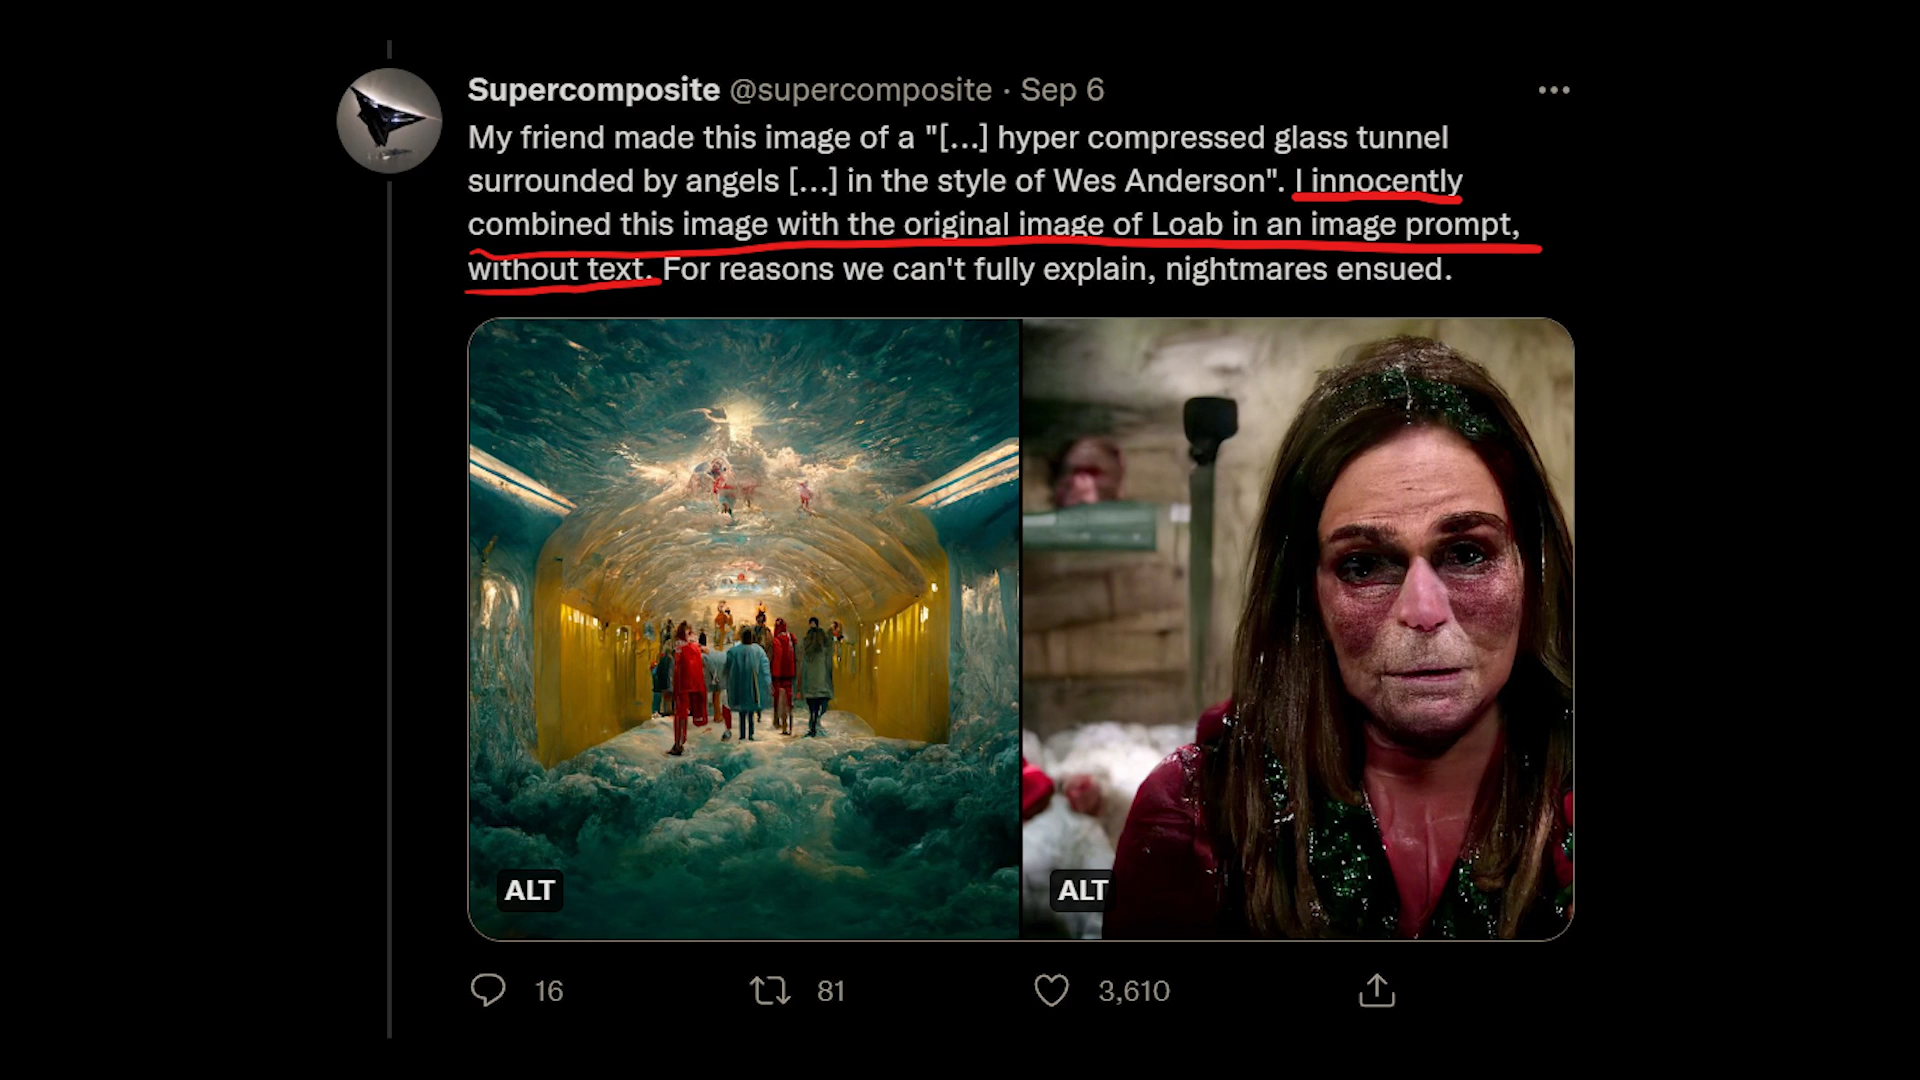 Supercomposite @supercomposite · Sep 6
My friend made this image of a "[...] hyper compressed glass tunnel
surrounded by angels [...] in the style of Wes Anderson". I innocently
combined this image with the original image of Loab in an image prompt,
without text. For reasons we can't fully explain, nightmares ensued.
ALT
ALT
16
81
3,610